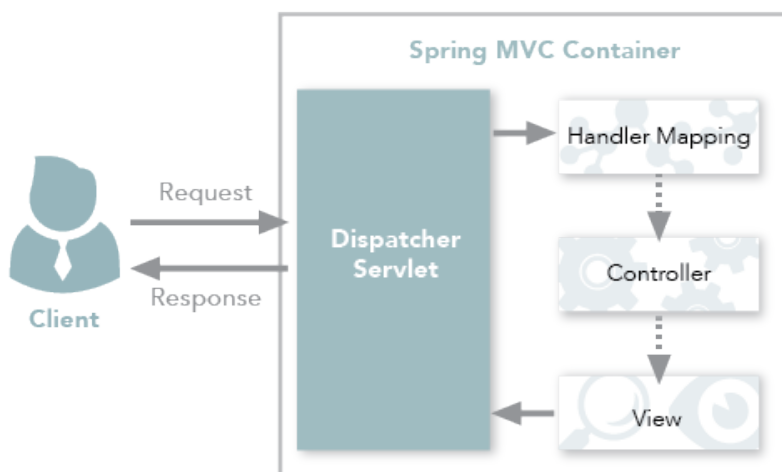 Spring MVC Container
Handler Mapping
Request
Dispatcher
Servlet
Controller
Response
Client
View